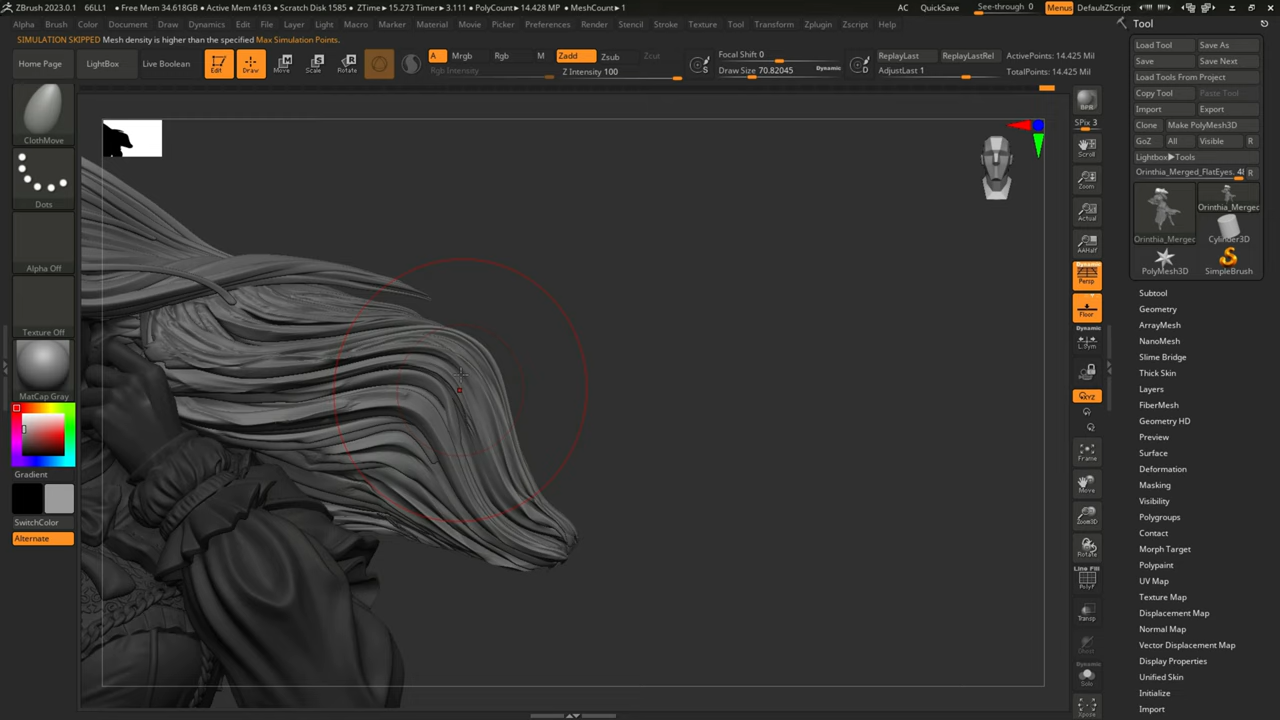 ZBrush 2023.0.1 66LL1 ● Free Mem 34.618GB ● Active Mem 4163 ● Scratch Disk 1585 ● ZTime▸15.273 Timer▸3.111 ● PolyCount▸14.428 MP ● MeshCount▸1
AC QuickSave See-through 0 Menus DefaultZScript
Alpha Brush Color Document Draw Dynamics Edit File Layer Light Macro Marker Material Movie Picker Preferences Render Stencil Stroke Texture Tool Transform Zplugin Zscript Help
SIMULATION SKIPPED Mesh density is higher than the specified Max Simulation Points.
Home Page LightBox Live Boolean Edit Draw Move Scale Rotate
A Mrgb Rgb M Zadd Zsub Zcut
Rgb Intensity Z Intensity 100
Focal Shift 0
Draw Size 70.82045 Dynamic
S D
ReplayLast ReplayLastRel
AdjustLast 1
ActivePoints: 14.425 Mil
TotalPoints: 14.425 Mil
ClothMove
Dots
Alpha Off
Texture Off
MatCap Gray
Gradient
SwitchColor
Alternate
BPR
SPix 3
Scroll
Zoom
Actual
AAHalf
Dynamic
Persp
Floor
Dynamic
L.Sym
XYZ
Frame
Move
Zoom3D
Rotate
Line Fill
PolyF
Transp
Ghost
Dynamic
Solo
Xpose
Tool
Load Tool Save As
Save Save Next
Load Tools From Project
Copy Tool Paste Tool
Import Export
Clone Make PolyMesh3D
GoZ All Visible R
Lightbox▶Tools
Orinthia_Merged_FlatEyes. 48 R
Orinthia_Merged
Orinthia_Merged
Cylinder3D
PolyMesh3D
SimpleBrush
Subtool
Geometry
ArrayMesh
NanoMesh
Slime Bridge
Thick Skin
Layers
FiberMesh
Geometry HD
Preview
Surface
Deformation
Masking
Visibility
Polygroups
Contact
Morph Target
Polypaint
UV Map
Texture Map
Displacement Map
Normal Map
Vector Displacement Map
Display Properties
Unified Skin
Initialize
Import